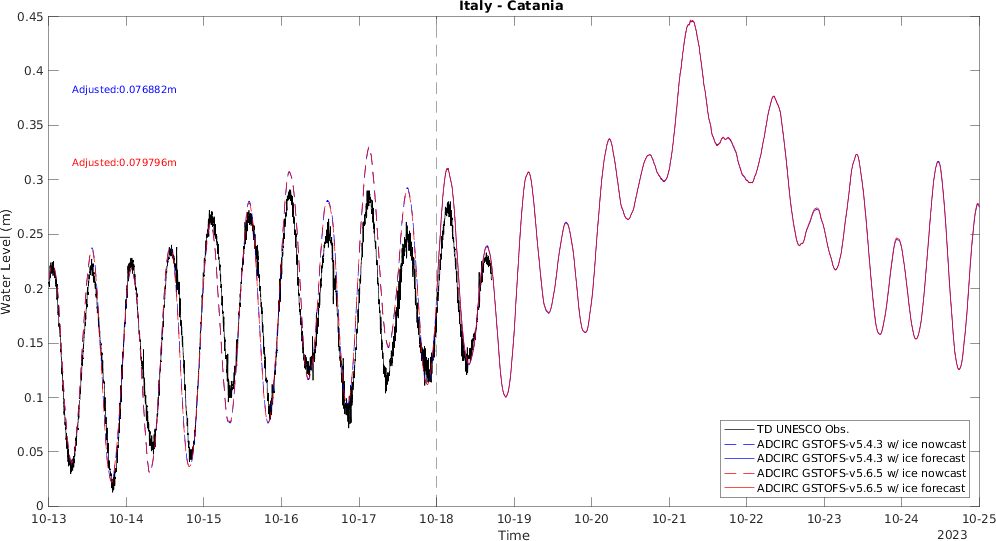 Italy - Catania
0.45
0.4
0.35
0.3
0.25
0.2
0.15
0.1
0.05
0
Water Level (m)
Adjusted:0.076882m
Adjusted:0.079796m
TD UNESCO Obs.
ADCIRC GSTOFS-v5.4.3 w/ ice nowcast
ADCIRC GSTOFS-v5.4.3 w/ ice forecast
ADCIRC GSTOFS-v5.6.5 w/ ice nowcast
ADCIRC GSTOFS-v5.6.5 w/ ice forecast
10-13 10-14 10-15 10-16 10-17 10-18 10-19 10-20 10-21 10-22 10-23 10-24 10-25
Time
2023